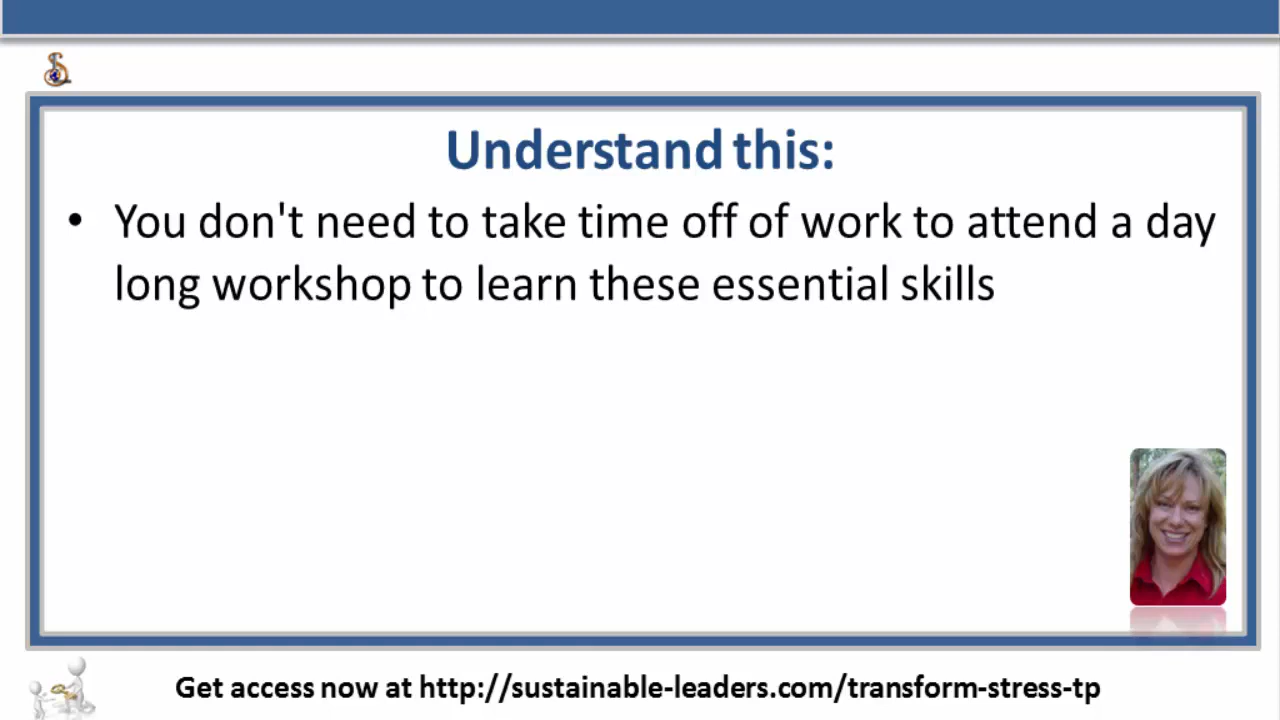 Understand this:
• You don't need to take time off of work to attend a day
long workshop to learn these essential skills
Get access now at http://sustainable-leaders.com/transform-stress-tp